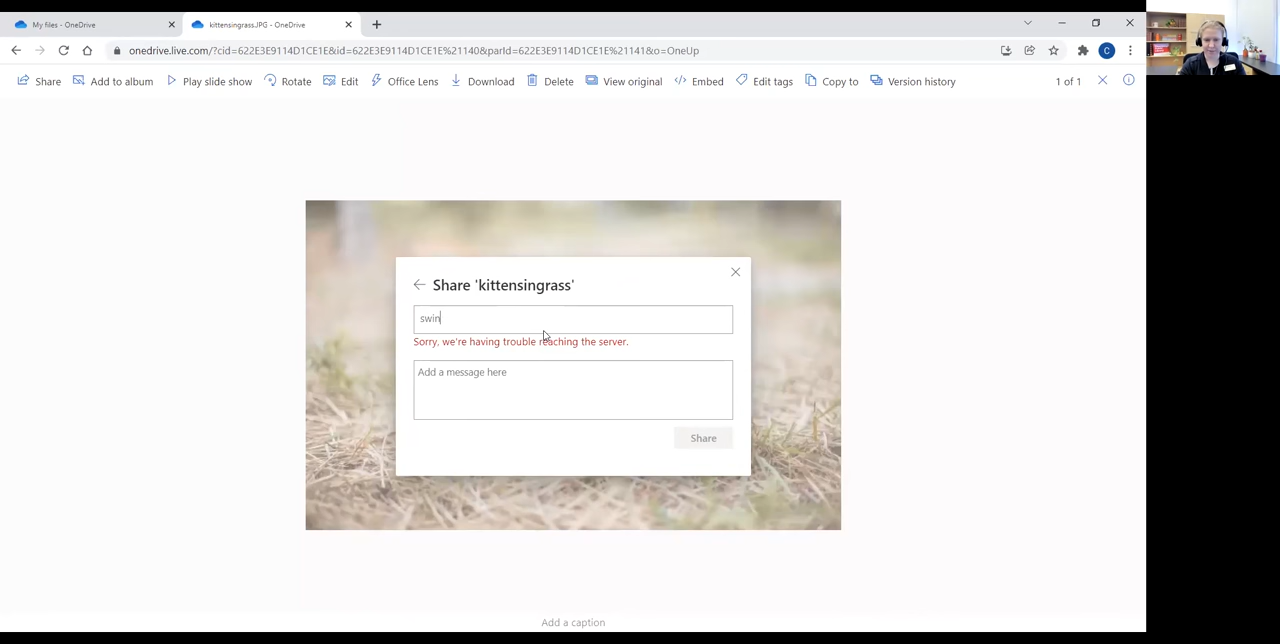 My files - OneDrive
kittensingrass.JPG - OneDrive
onedrive.live.com/?cid=622E3E9114D1CE1E&id=622E3E9114D1CE1E%21140&parId=622E3E9114D1CE1E%21141&o=OneUp
C
Share Add to album Play slide show Rotate Edit Office Lens Download Delete View original Embed Edit tags Copy to Version history 1 of 1
Share 'kittensingrass'
swin
Sorry, we're having trouble reaching the server.
Add a message here
Share
Add a caption